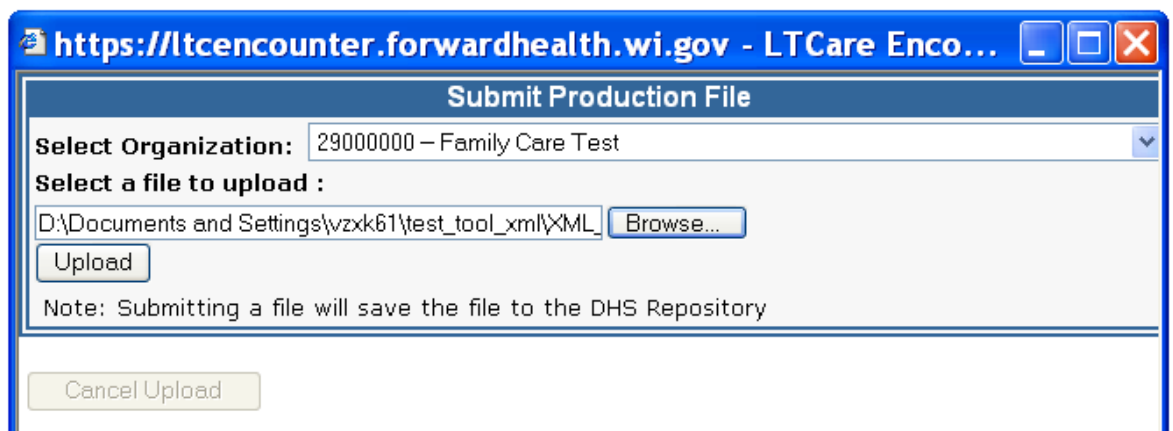 https://ltcencounter.forwardhealth.wi.gov - LTCare Enco...
Submit Production File
Select Organization: 29000000 – Family Care Test
Select a file to upload :
D:\Documents and Settings\vzxk61\test_tool_xml\XML_ Browse...
Upload
Note: Submitting a file will save the file to the DHS Repository
Cancel Upload